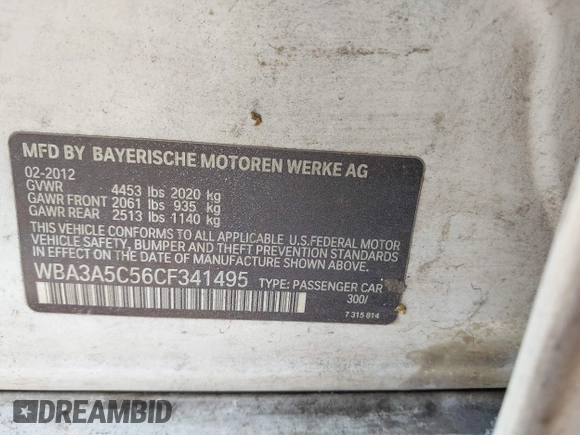 MFD BY BAYERISCHE MOTOREN WERKE AG
02-2012
GVWR 4453 lbs 2020 kg
GAWR FRONT 2061 lbs 935 kg
GAWR REAR 2513 lbs 1140 kg
THIS VEHICLE CONFORMS TO ALL APPLICABLE U.S.FEDERAL MOTOR
VEHICLE SAFETY, BUMPER AND THEFT PREVENTION STANDARDS
IN EFFECT ON THE DATE OF MANUFACTURE SHOWN ABOVE.
WBA3A5C56CF341495 TYPE: PASSENGER CAR
300/
7 315 814
DREAMBID